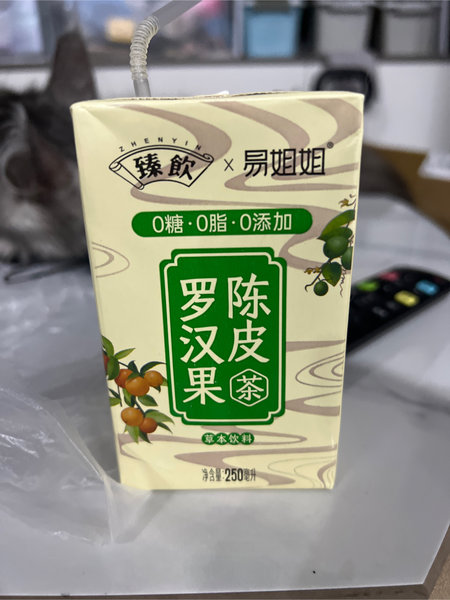 ZHENYIN
臻飲 × 易姐姐®
0糖·0脂·0添加
陈皮
罗汉果
茶
草本饮料
净含量:250毫升